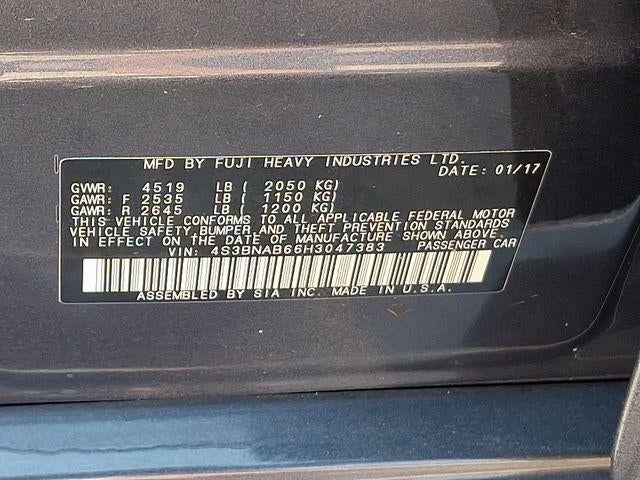 MFD BY FUJI HEAVY INDUSTRIES LTD.
DATE: 01/17
GVWR: 4519 LB ( 2050 KG)
GAWR: F 2535 LB ( 1150 KG)
GAWR: R 2645 LB ( 1200 KG)
THIS VEHICLE CONFORMS TO ALL APPLICABLE FEDERAL MOTOR
VEHICLE SAFETY, BUMPER, AND THEFT PREVENTION STANDARDS
IN EFFECT ON THE DATE OF MANUFACTURE SHOWN ABOVE.
VIN: 4S3BNAB66H3047383 PASSENGER CAR
ASSEMBLED BY SIA INC. MADE IN U.S.A.